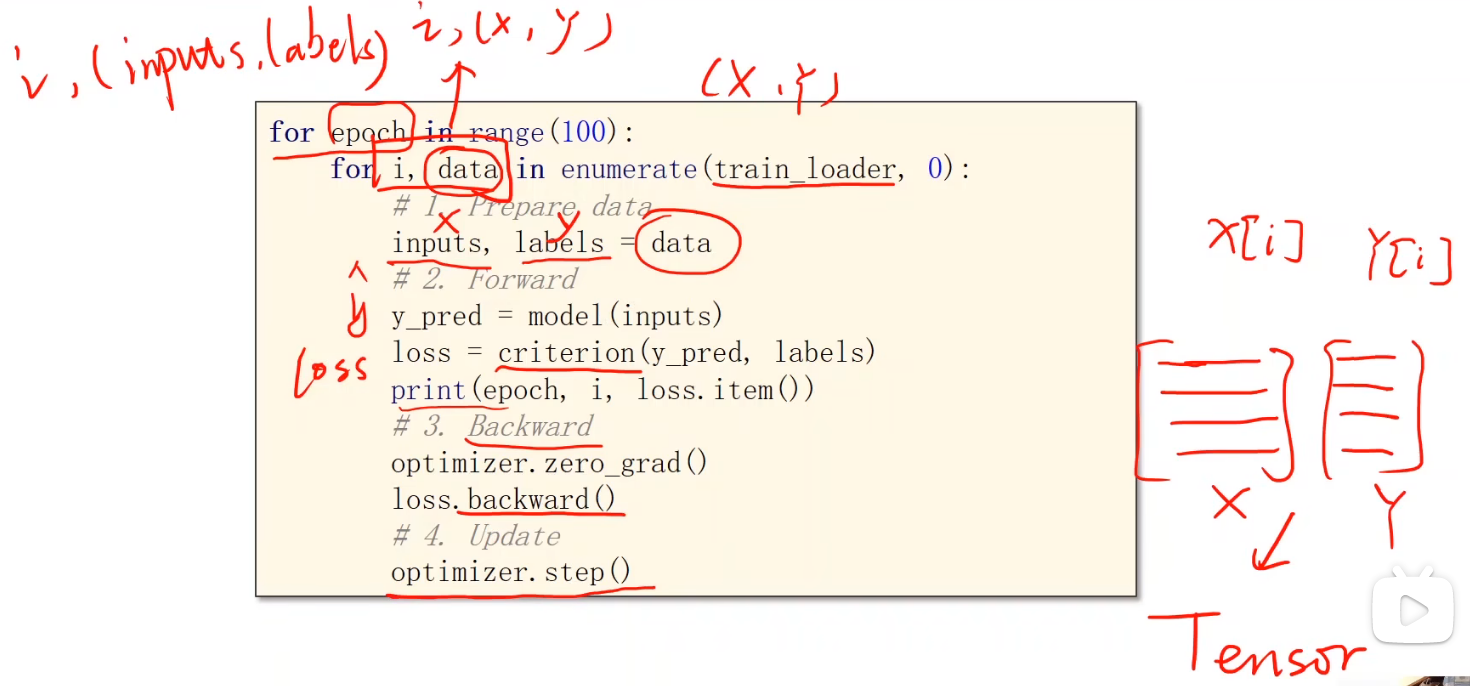 i, (inputs, labels)
i, (x, y)
(X, Y)
for epoch in range(100):
for i, data in enumerate(train_loader, 0):
# 1. Prepare data
x y
inputs, labels = data
# 2. Forward
ŷ
y_pred = model(inputs)
loss = criterion(y_pred, labels)
loss
print(epoch, i, loss.item())
# 3. Backward
optimizer.zero_grad()
loss.backward()
# 4. Update
optimizer.step()
X[i] Y[i]
X Y
Tensor